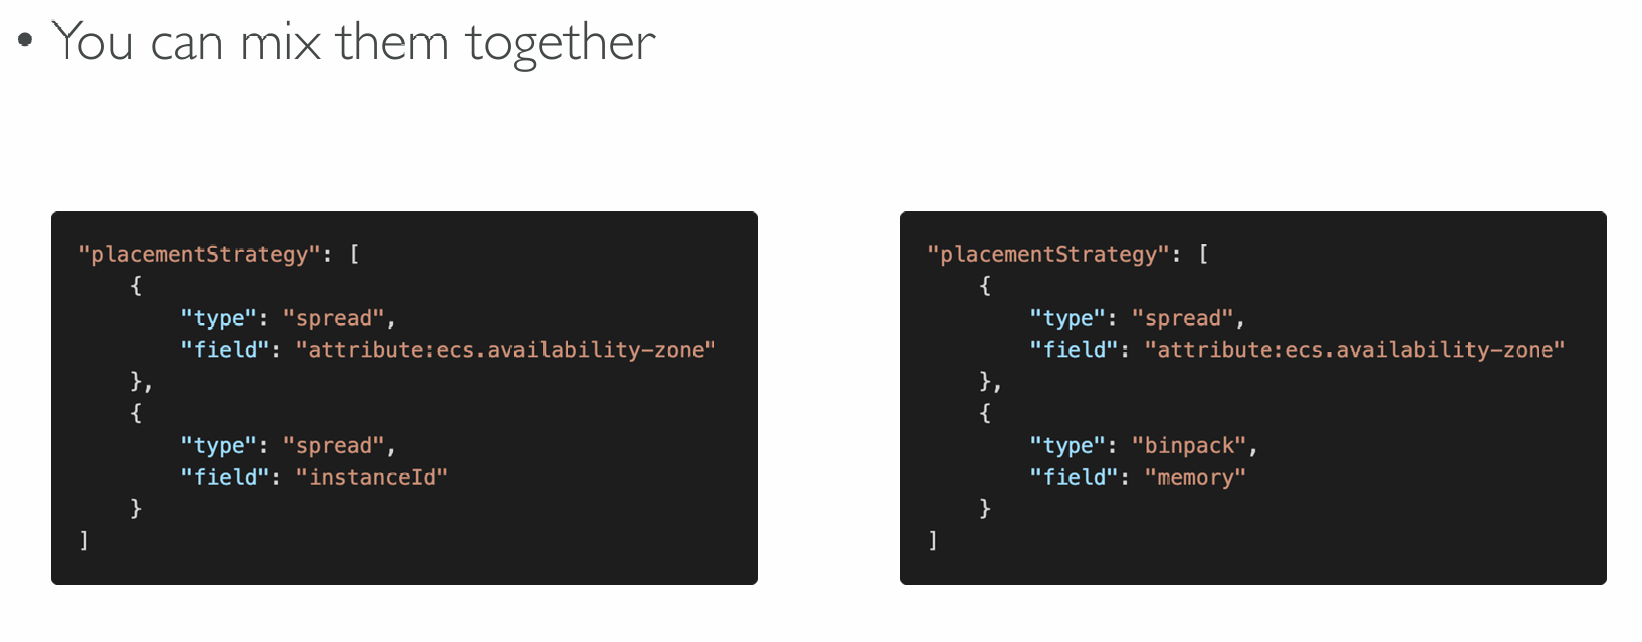 • You can mix them together
"placementStrategy": [
    {
        "type": "spread",
        "field": "attribute:ecs.availability-zone"
    },
    {
        "type": "spread",
        "field": "instanceId"
    }
]
"placementStrategy": [
    {
        "type": "spread",
        "field": "attribute:ecs.availability-zone"
    },
    {
        "type": "binpack",
        "field": "memory"
    }
]